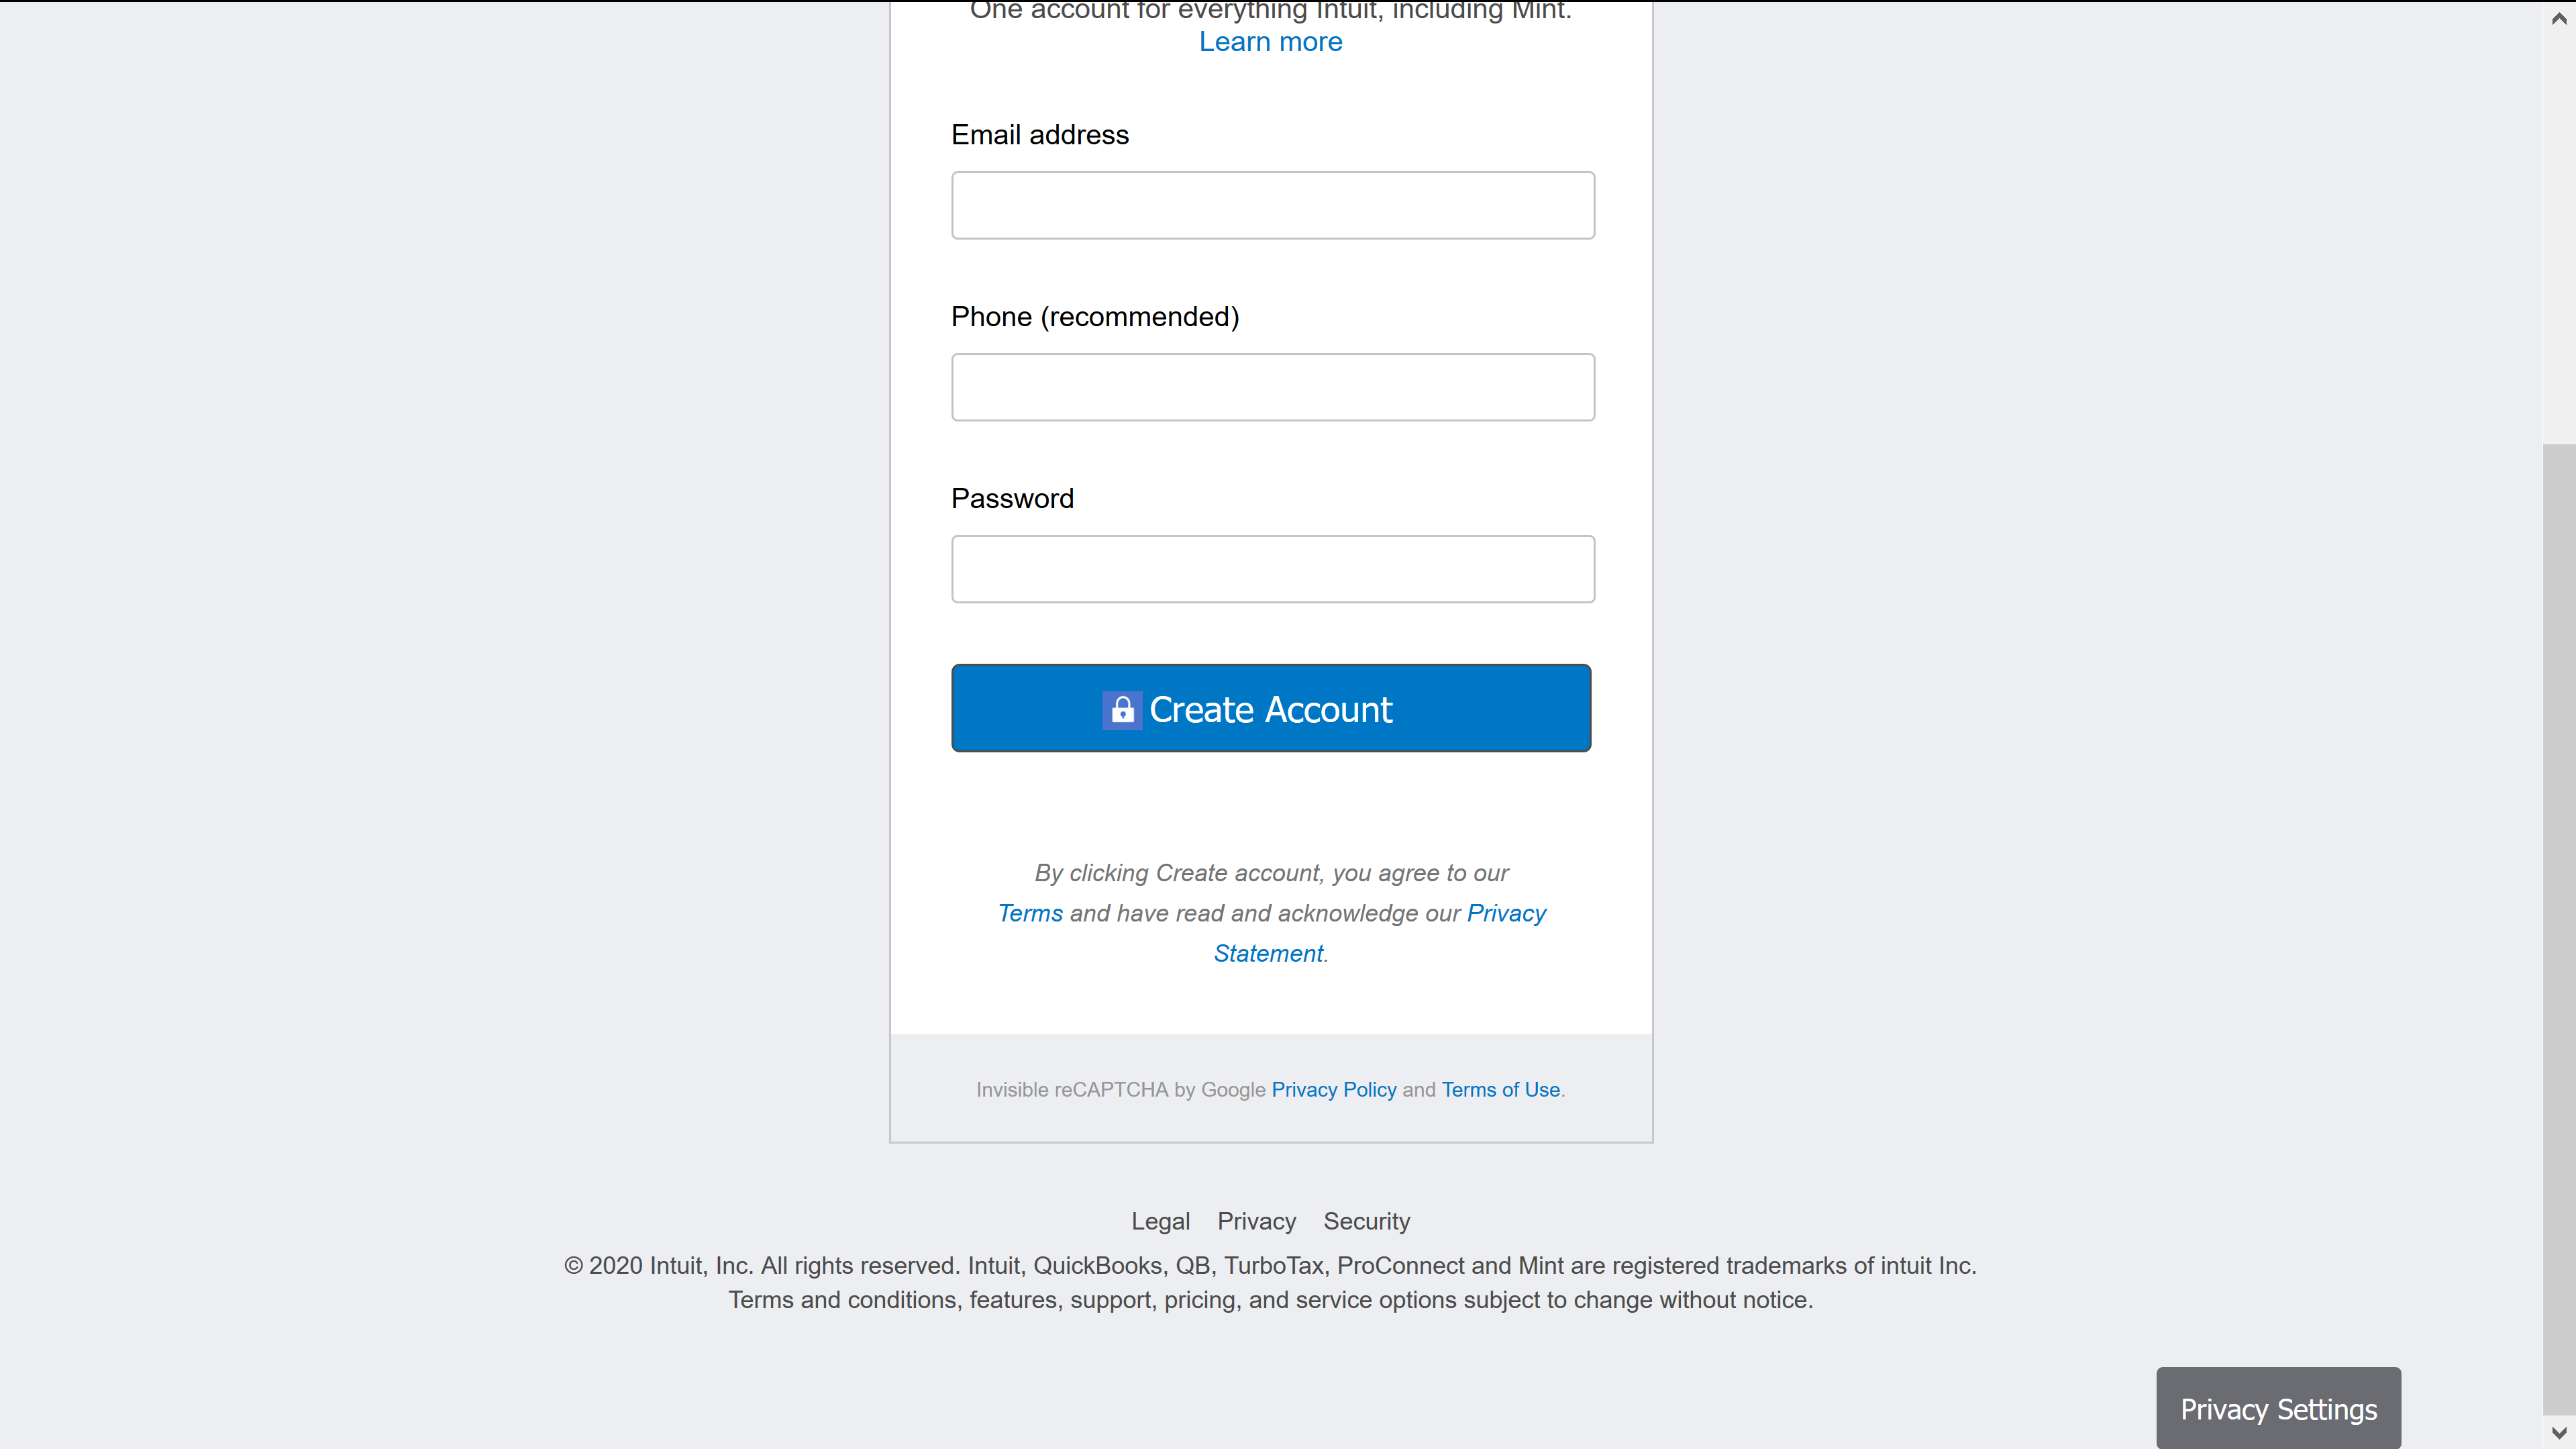 One account for everything Intuit, including Mint.
Learn more
Email address
Phone (recommended)
Password
Create Account
By clicking Create account, you agree to our
Terms and have read and acknowledge our Privacy
Statement.
Invisible reCAPTCHA by Google Privacy Policy and Terms of Use.
Legal Privacy Security
© 2020 Intuit, Inc. All rights reserved. Intuit, QuickBooks, QB, TurboTax, ProConnect and Mint are registered trademarks of intuit Inc.
Terms and conditions, features, support, pricing, and service options subject to change without notice.
Privacy Settings